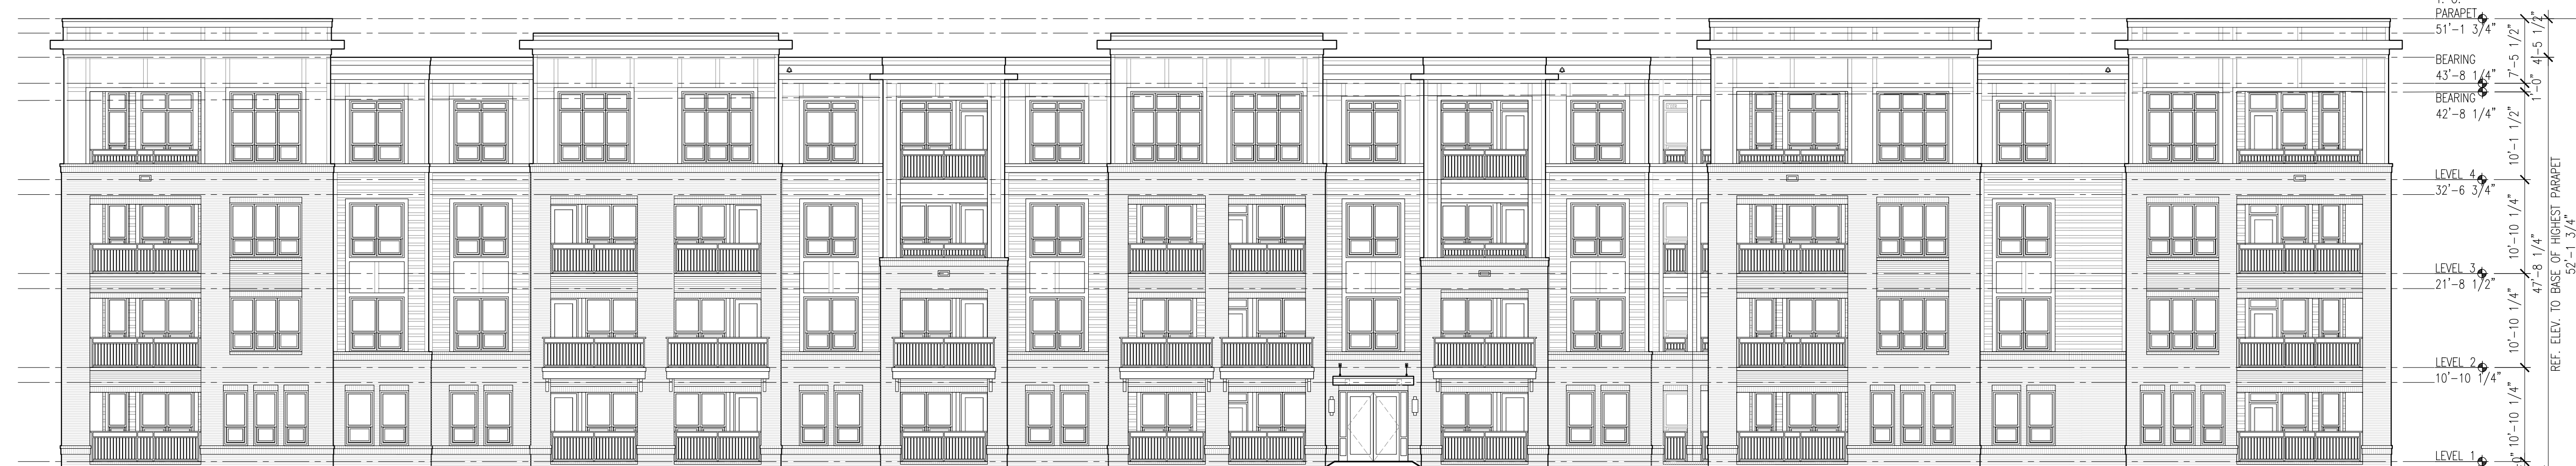 T. O.
PARAPET
51'-1 3/4"
BEARING
43'-8 1/4"
BEARING
42'-8 1/4"
LEVEL 4
32'-6 3/4"
LEVEL 3
21'-8 1/2"
LEVEL 2
10'-10 1/4"
LEVEL 1
7'-5 1/2"
4'-5 1/2"
1'-0"
10'-1 1/2"
10'-10 1/4"
10'-10 1/4"
10'-10 1/4"
47'-8 1/4"
REF. ELEV. TO BASE OF HIGHEST PARAPET
52'-1 3/4"